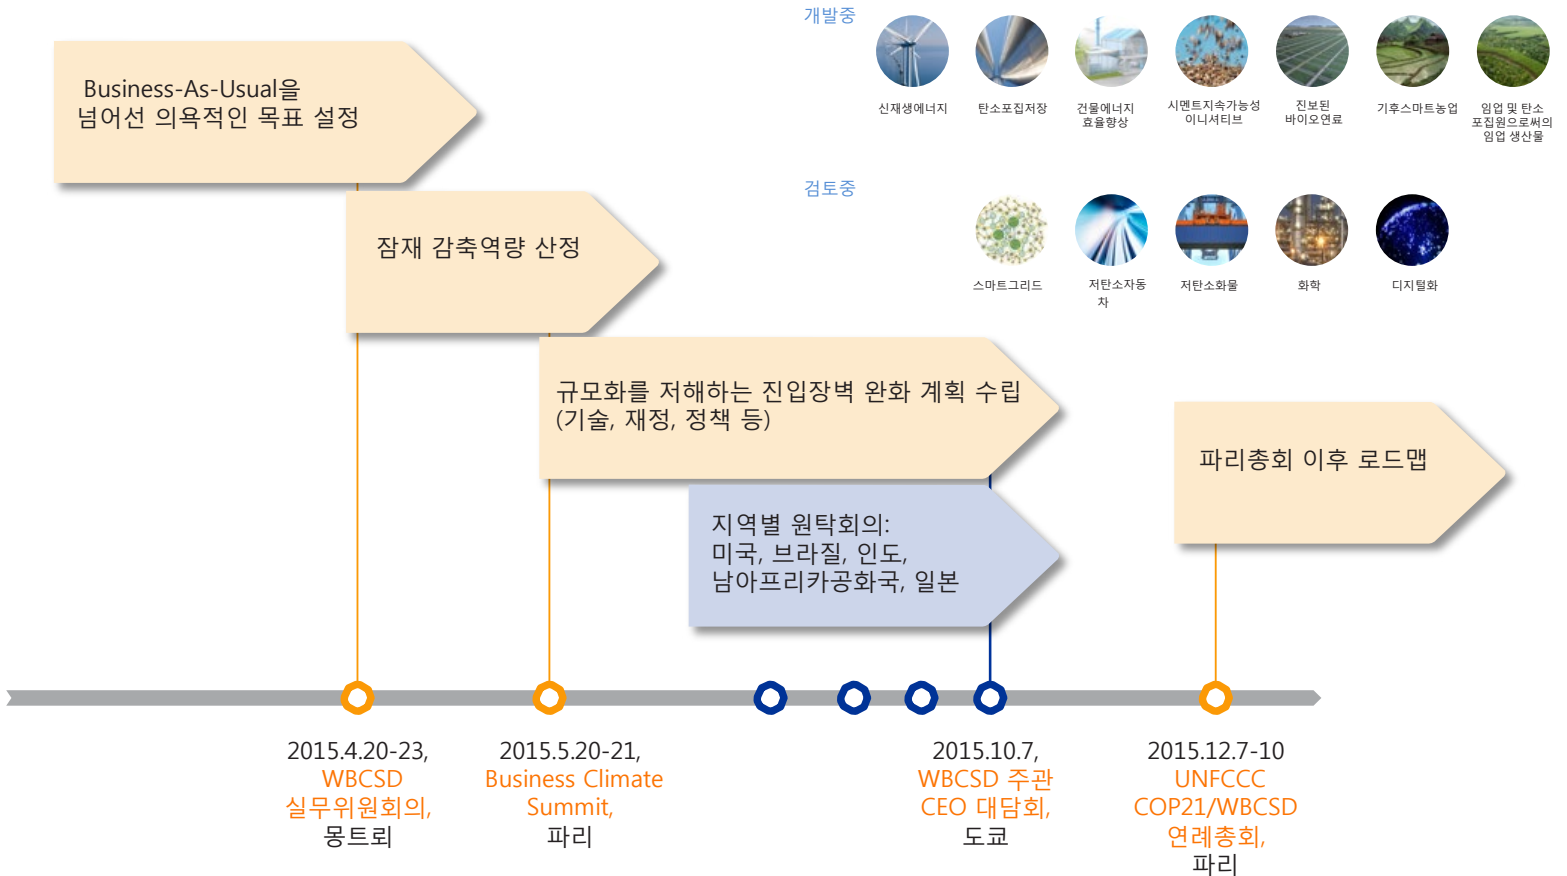 개발중
신재생에너지
탄소포집저장
건물에너지
효율향상
시멘트지속가능성
이니셔티브
진보된
바이오연료
기후스마트농업
임업 및 탄소
포집원으로써의
임업 생산물
검토중
스마트그리드
저탄소자동
차
저탄소화물
화학
디지털화
Business-As-Usual을
넘어선 의욕적인 목표 설정
잠재 감축역량 산정
규모화를 저해하는 진입장벽 완화 계획 수립
(기술, 재정, 정책 등)
지역별 원탁회의:
미국, 브라질, 인도,
남아프리카공화국, 일본
파리총회 이후 로드맵
2015.4.20-23,
WBCSD
실무위원회의,
몽트뢰
2015.5.20-21,
Business Climate
Summit,
파리
2015.10.7,
WBCSD 주관
CEO 대담회,
도쿄
2015.12.7-10
UNFCCC
COP21/WBCSD
연례총회,
파리